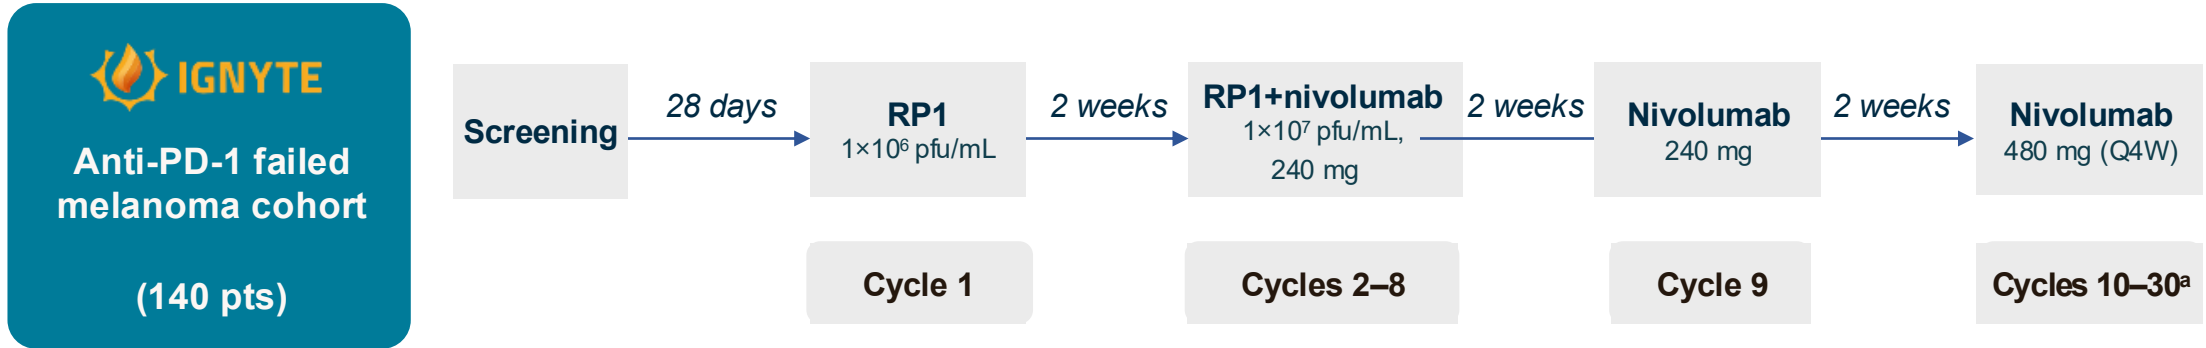 IGNYTE
Anti-PD-1 failed
melanoma cohort
(140 pts)
Screening
28 days
RP1
1×10⁶ pfu/mL
2 weeks
RP1+nivolumab
1×10⁷ pfu/mL,
240 mg
2 weeks
Nivolumab
240 mg
2 weeks
Nivolumab
480 mg (Q4W)
Cycle 1
Cycles 2–8
Cycle 9
Cycles 10–30ᵃ